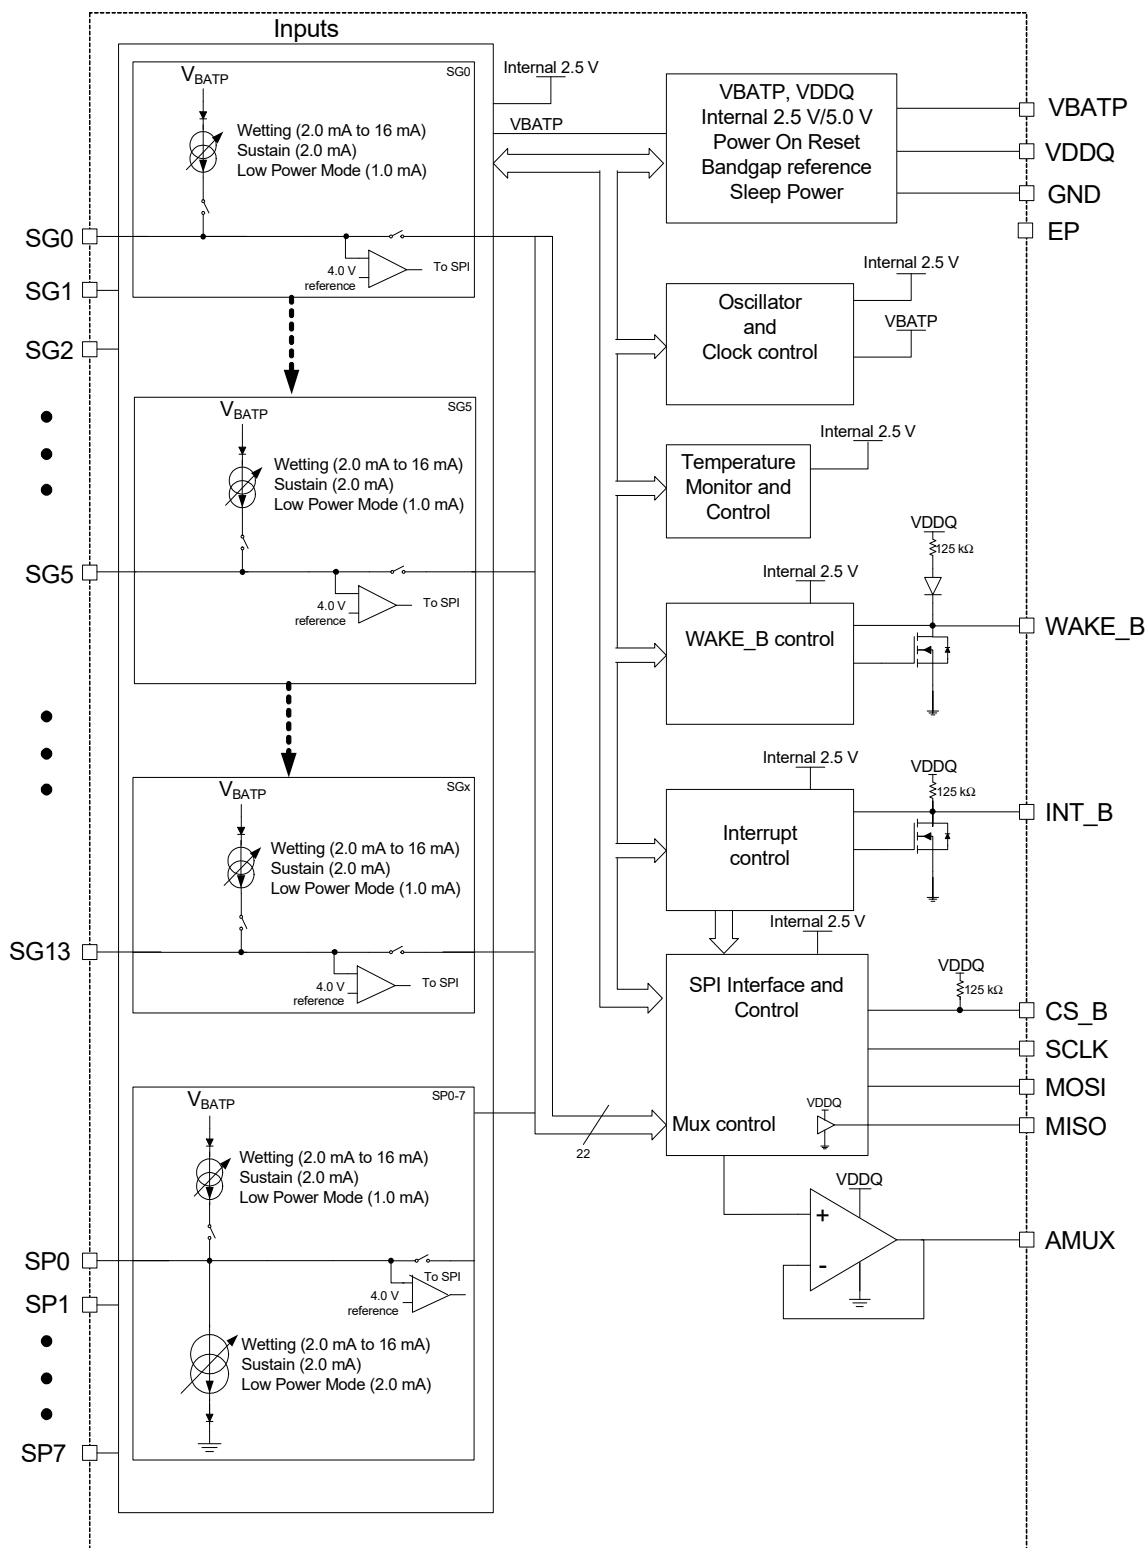 Inputs
SG0
VBATP
Wetting (2.0 mA to 16 mA)
Sustain (2.0 mA)
Low Power Mode (1.0 mA)
To SPI
4.0 V
reference
SG0
SG1
SG2
SG5
VBATP
Wetting (2.0 mA to 16 mA)
Sustain (2.0 mA)
Low Power Mode (1.0 mA)
To SPI
4.0 V
reference
SG5
SGx
VBATP
Wetting (2.0 mA to 16 mA)
Sustain (2.0 mA)
Low Power Mode (1.0 mA)
To SPI
4.0 V
reference
SG13
SP0-7
VBATP
Wetting (2.0 mA to 16 mA)
Sustain (2.0 mA)
Low Power Mode (1.0 mA)
To SPI
4.0 V
reference
Wetting (2.0 mA to 16 mA)
Sustain (2.0 mA)
Low Power Mode (2.0 mA)
SP0
SP1
SP7
Internal 2.5 V
VBATP
VBATP, VDDQ
Internal 2.5 V/5.0 V
Power On Reset
Bandgap reference
Sleep Power
VBATP
VDDQ
GND
EP
Internal 2.5 V
Oscillator
and
Clock control
VBATP
Internal 2.5 V
Temperature
Monitor and
Control
VDDQ
125 kΩ
Internal 2.5 V
WAKE_B control
WAKE_B
Internal 2.5 V
VDDQ
125 kΩ
Interrupt
control
INT_B
Internal 2.5 V
SPI Interface and
Control
VDDQ
125 kΩ
CS_B
SCLK
MOSI
VDDQ
Mux control
MISO
22
VDDQ
+
-
AMUX